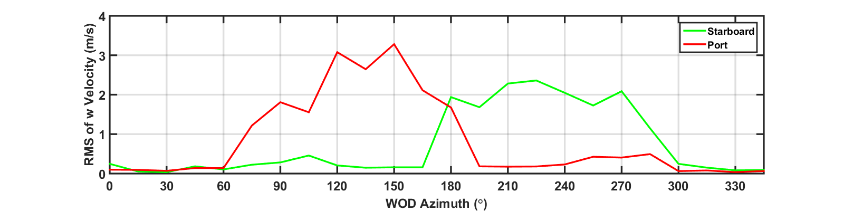 RMS of w Velocity (m/s)
4
3
2
1
0
Starboard
Port
0 30 60 90 120 150 180 210 240 270 300 330
WOD Azimuth (°)